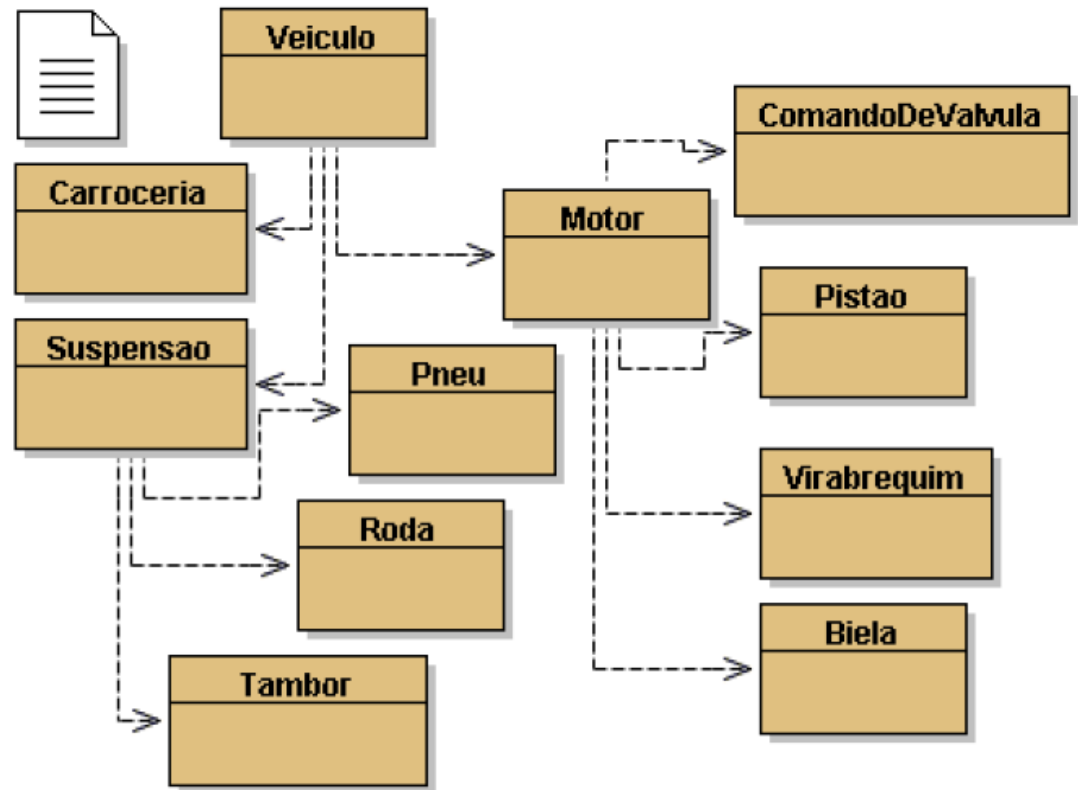 Veiculo
ComandoDeValvula
Carroceria
Motor
Pistao
Suspensao
Pneu
Virabrequim
Roda
Biela
Tambor